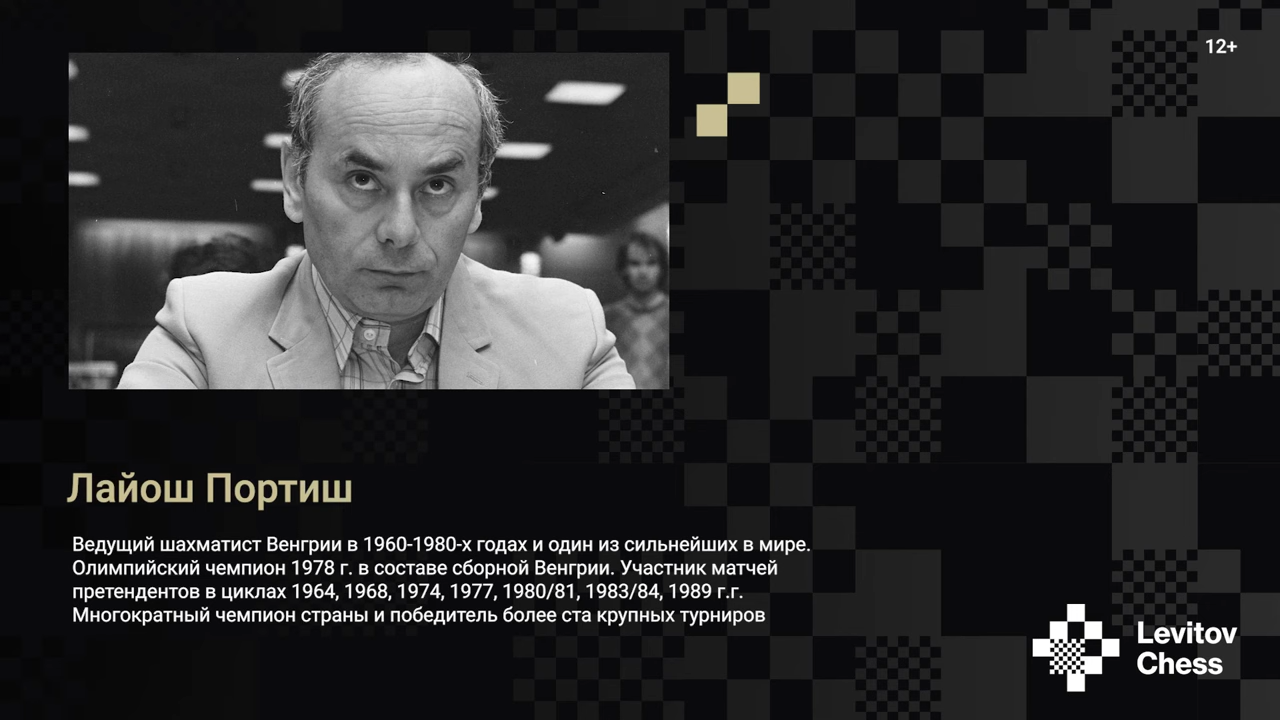 12+
Лайош Портиш
Ведущий шахматист Венгрии в 1960-1980-х годах и один из сильнейших в мире.
Олимпийский чемпион 1978 г. в составе сборной Венгрии. Участник матчей
претендентов в циклах 1964, 1968, 1974, 1977, 1980/81, 1983/84, 1989 г.г.
Многократный чемпион страны и победитель более ста крупных турниров
Levitov
Chess